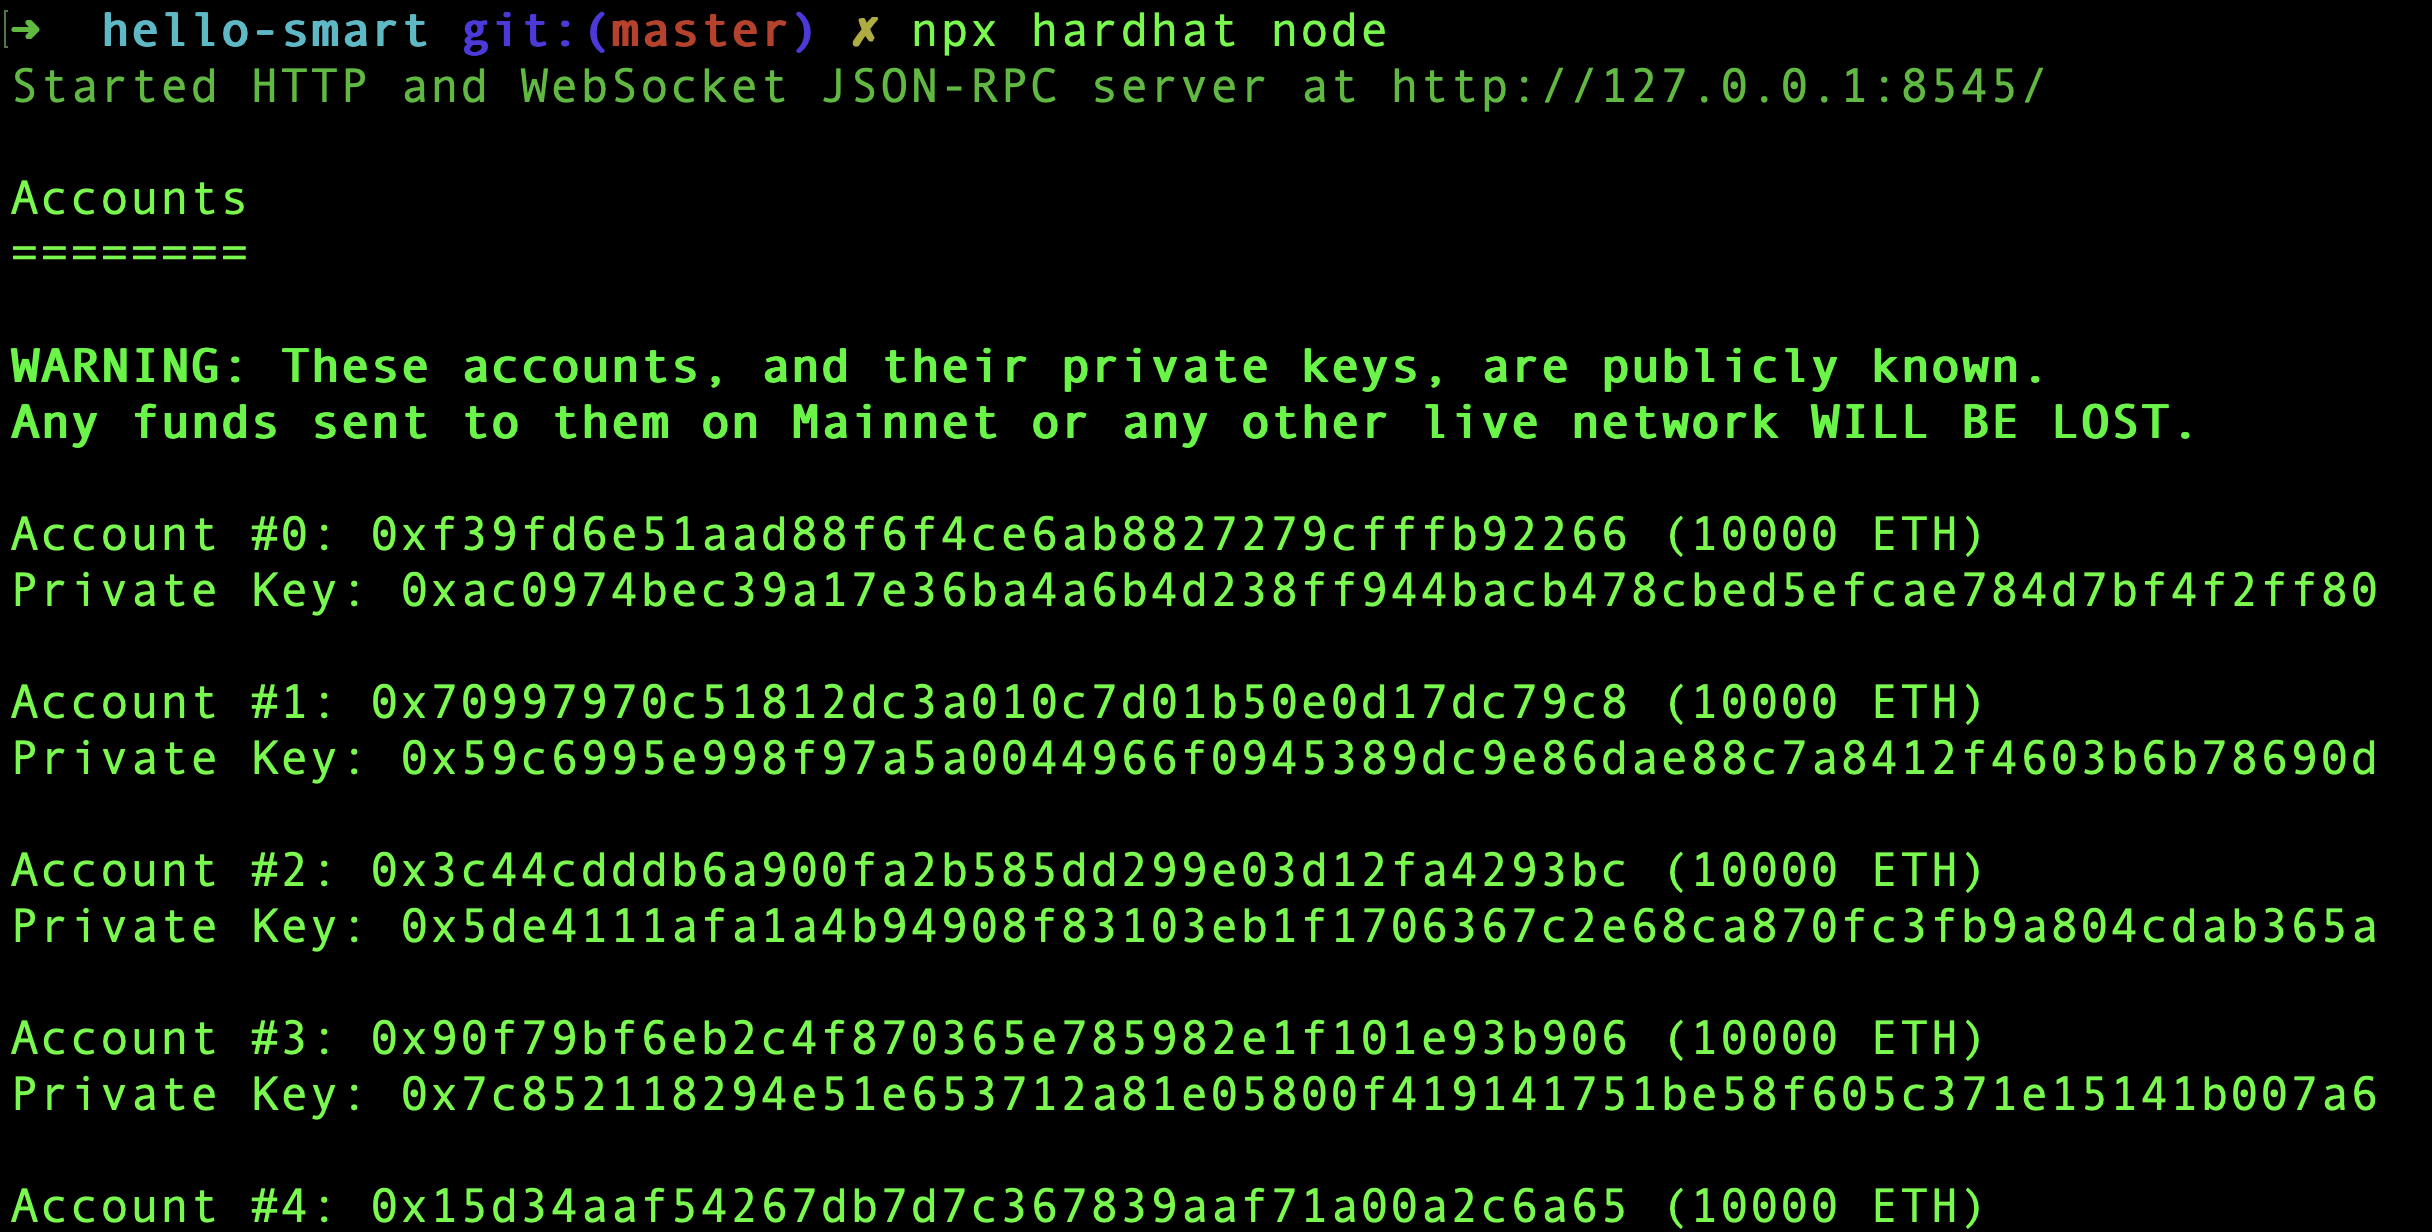 ➜  hello-smart git:(master) ✗ npx hardhat node
Started HTTP and WebSocket JSON-RPC server at http://127.0.0.1:8545/
Accounts
========
WARNING: These accounts, and their private keys, are publicly known.
Any funds sent to them on Mainnet or any other live network WILL BE LOST.
Account #0: 0xf39fd6e51aad88f6f4ce6ab8827279cfffb92266 (10000 ETH)
Private Key: 0xac0974bec39a17e36ba4a6b4d238ff944bacb478cbed5efcae784d7bf4f2ff80
Account #1: 0x70997970c51812dc3a010c7d01b50e0d17dc79c8 (10000 ETH)
Private Key: 0x59c6995e998f97a5a0044966f0945389dc9e86dae88c7a8412f4603b6b78690d
Account #2: 0x3c44cdddb6a900fa2b585dd299e03d12fa4293bc (10000 ETH)
Private Key: 0x5de4111afa1a4b94908f83103eb1f1706367c2e68ca870fc3fb9a804cdab365a
Account #3: 0x90f79bf6eb2c4f870365e785982e1f101e93b906 (10000 ETH)
Private Key: 0x7c852118294e51e653712a81e05800f419141751be58f605c371e15141b007a6
Account #4: 0x15d34aaf54267db7d7c367839aaf71a00a2c6a65 (10000 ETH)